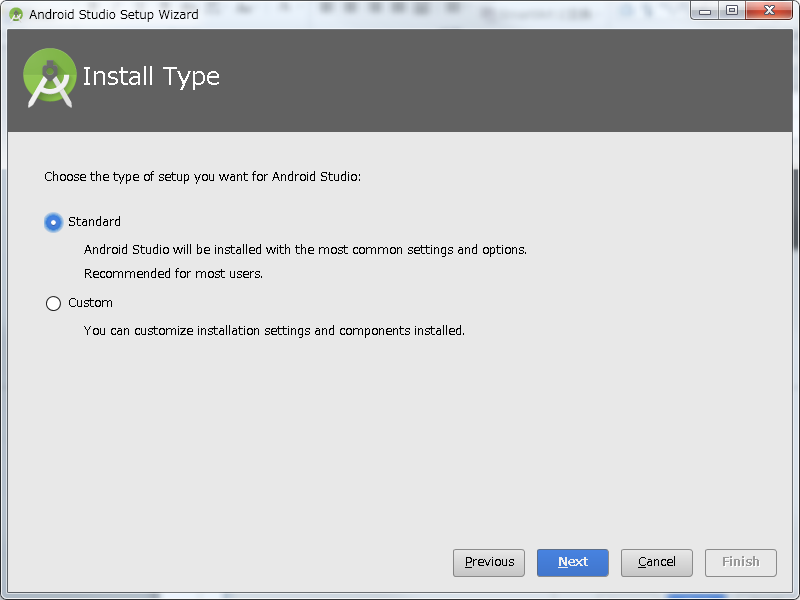 Android Studio Setup Wizard
Install Type
Choose the type of setup you want for Android Studio:
Standard
Android Studio will be installed with the most common settings and options.
Recommended for most users.
Custom
You can customize installation settings and components installed.
Previous
Next
Cancel
Finish